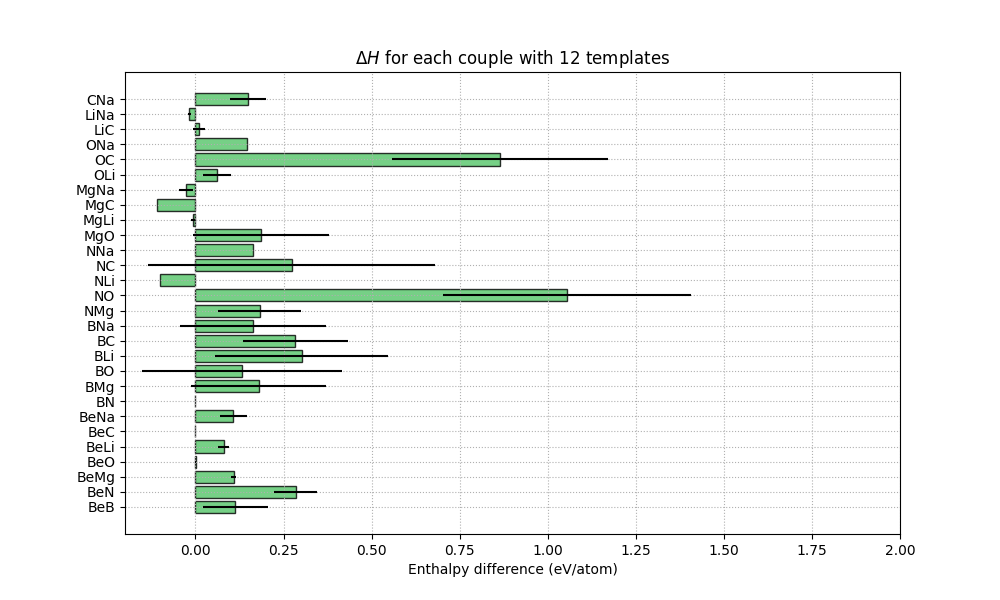 ΔH for each couple with 12 templates
CNa
LiNa
LiC
ONa
OC
OLi
MgNa
MgC
MgLi
MgO
NNa
NC
NLi
NO
NMg
BNa
BC
BLi
BO
BMg
BN
BeNa
BeC
BeLi
BeO
BeMg
BeN
BeB
0.00 0.25 0.50 0.75 1.00 1.25 1.50 1.75 2.00
Enthalpy difference (eV/atom)